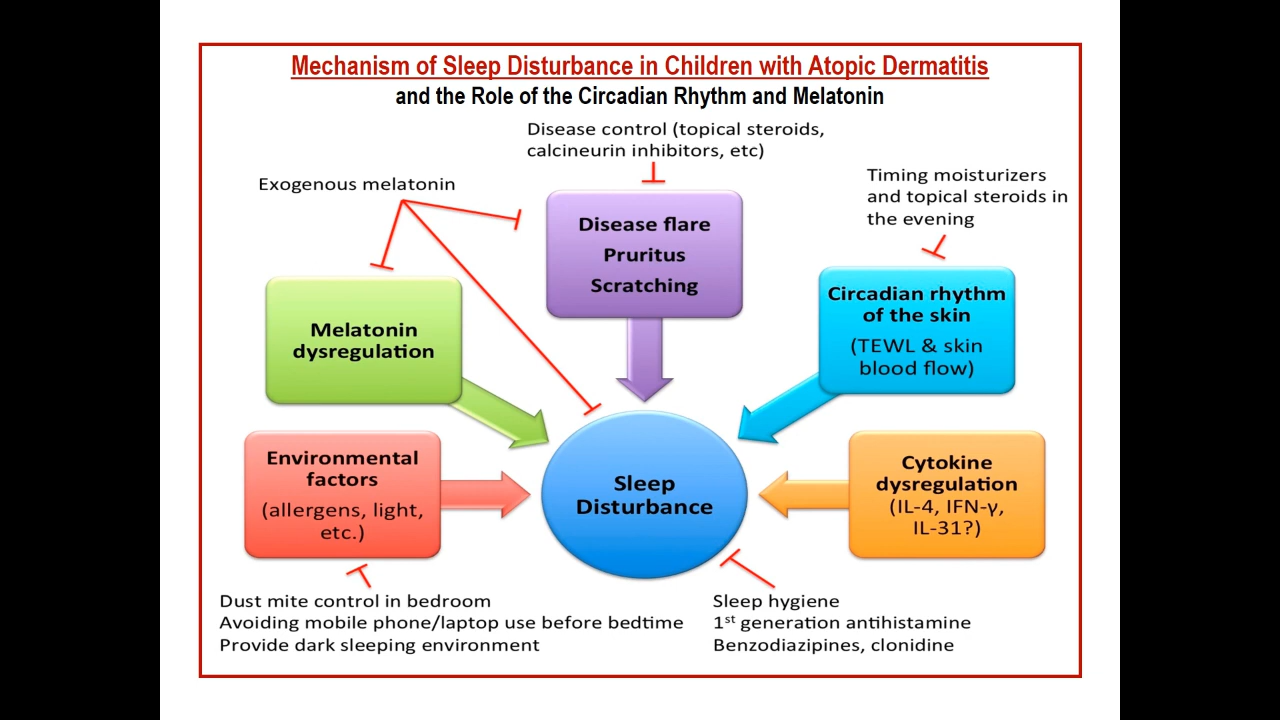 Mechanism of Sleep Disturbance in Children with Atopic Dermatitis
and the Role of the Circadian Rhythm and Melatonin
Disease control (topical steroids,
calcineurin inhibitors, etc)
Exogenous melatonin
Timing moisturizers
and topical steroids in
the evening
Disease flare
Pruritus
Scratching
Melatonin
dysregulation
Circadian rhythm
of the skin
(TEWL & skin
blood flow)
Environmental
factors
(allergens, light,
etc.)
Sleep
Disturbance
Cytokine
dysregulation
(IL-4, IFN-γ,
IL-31?)
Dust mite control in bedroom
Avoiding mobile phone/laptop use before bedtime
Provide dark sleeping environment
Sleep hygiene
1st generation antihistamine
Benzodiazipines, clonidine